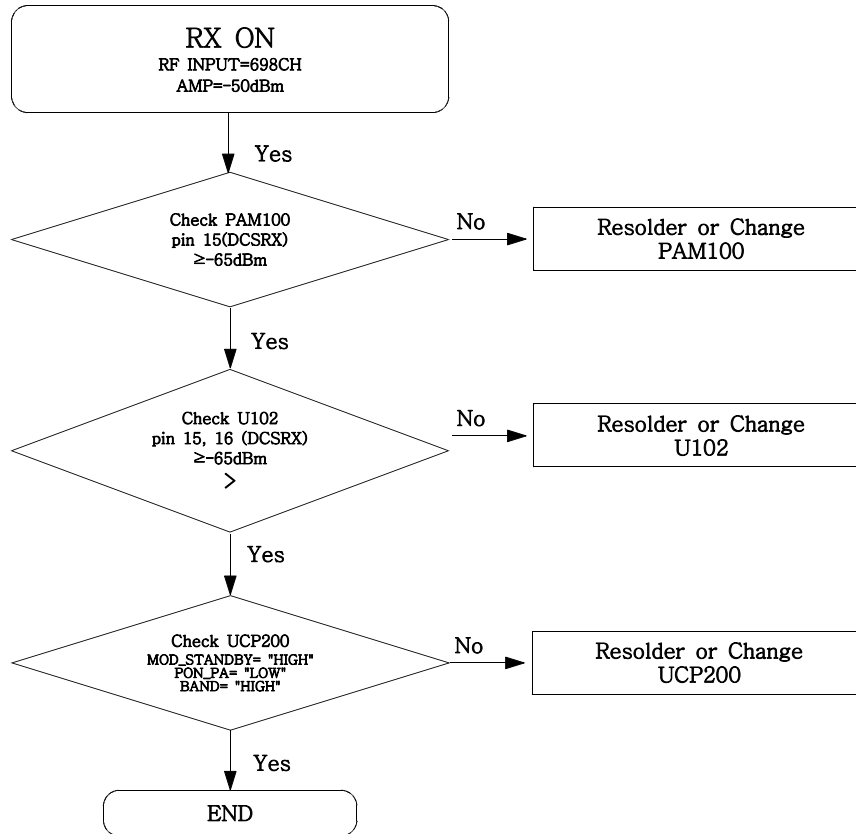 RX ON
RF INPUT=698CH
AMP=-50dBm
Yes
Check PAM100
pin 15(DCSRX)
≥-65dBm
No
Resolder or Change
PAM100
Yes
Check U102
pin 15, 16 (DCSRX)
≥-65dBm
>
No
Resolder or Change
U102
Yes
Check UCP200
MOD_STANDBY= "HIGH"
PON_PA= "LOW"
BAND= "HIGH"
No
Resolder or Change
UCP200
Yes
END